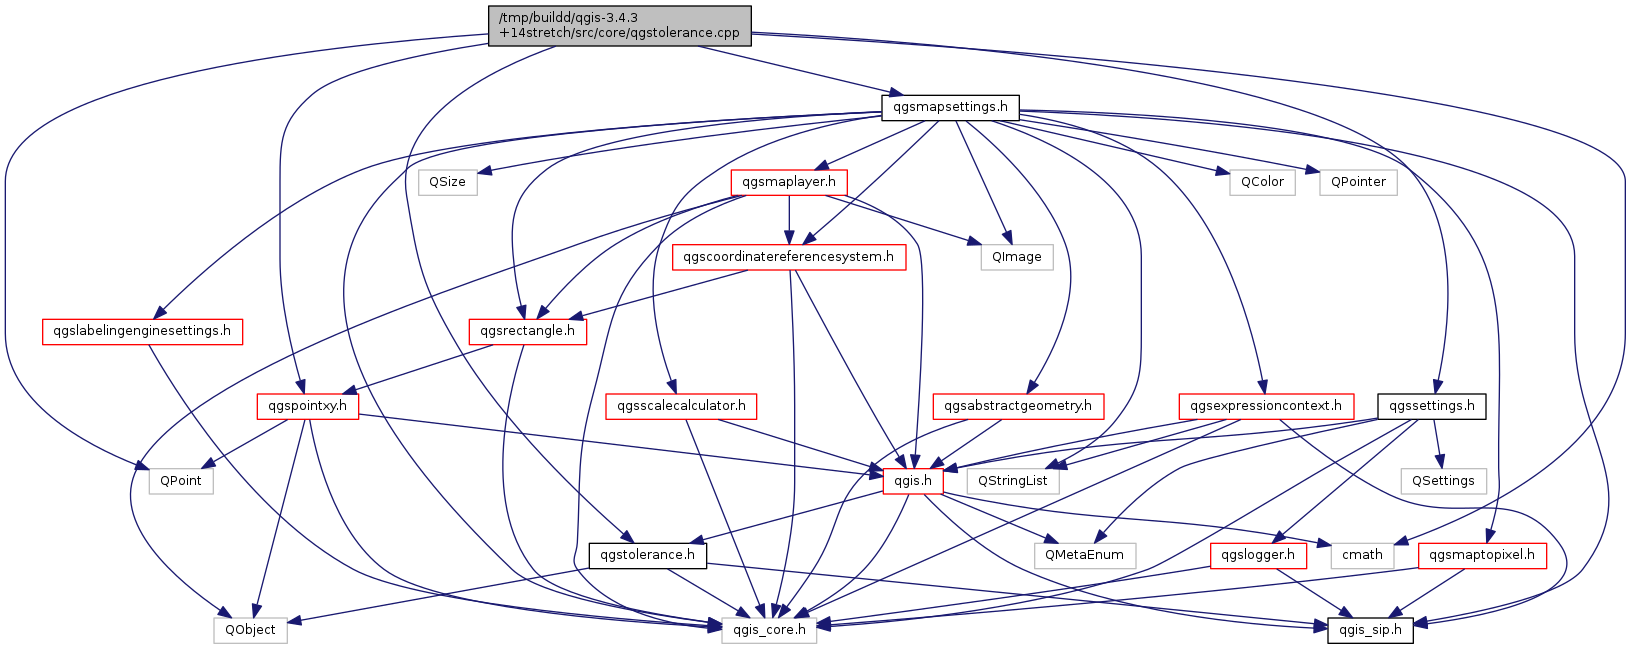 /tmp/buildd/qgis-3.4.3
+14stretch/src/core/qgstolerance.cpp
qgsmapsettings.h
QSize
qgsmaplayer.h
QColor
QPointer
qgscoordinatereferencesystem.h
QImage
qgslabelingenginesettings.h
qgsrectangle.h
qgspointxy.h
qgsscalecalculator.h
qgsabstractgeometry.h
qgsexpressioncontext.h
qgssettings.h
QPoint
qgis.h
QStringList
QSettings
qgstolerance.h
QMetaEnum
qgslogger.h
cmath
qgsmaptopixel.h
QObject
qgis_core.h
qgis_sip.h